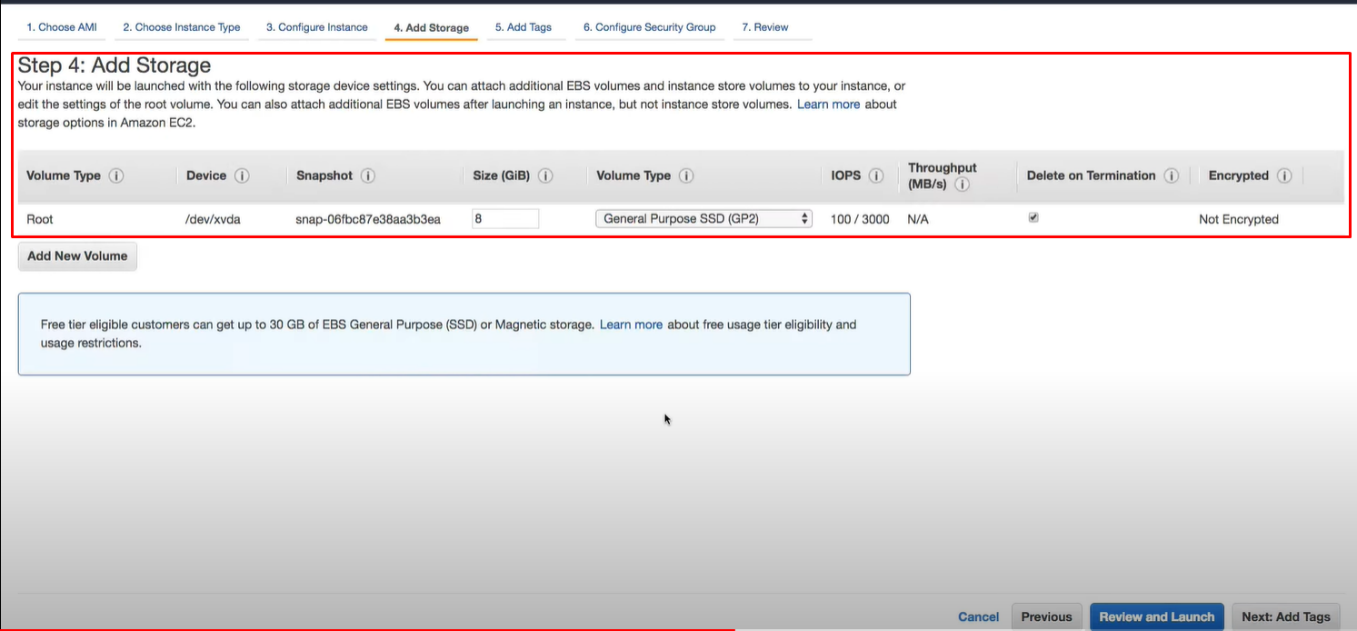 1. Choose AMI 2. Choose Instance Type 3. Configure Instance 4. Add Storage 5. Add Tags 6. Configure Security Group 7. Review
Step 4: Add Storage
Your instance will be launched with the following storage device settings. You can attach additional EBS volumes and instance store volumes to your instance, or
edit the settings of the root volume. You can also attach additional EBS volumes after launching an instance, but not instance store volumes. Learn more about
storage options in Amazon EC2.
Volume Type Device Snapshot Size (GiB) Volume Type IOPS Throughput (MB/s) Delete on Termination Encrypted
Root /dev/xvda snap-06fbc87e38aa3b3ea 8 General Purpose SSD (GP2) 100 / 3000 N/A Not Encrypted
Add New Volume
Free tier eligible customers can get up to 30 GB of EBS General Purpose (SSD) or Magnetic storage. Learn more about free usage tier eligibility and
usage restrictions.
Cancel Previous Review and Launch Next: Add Tags